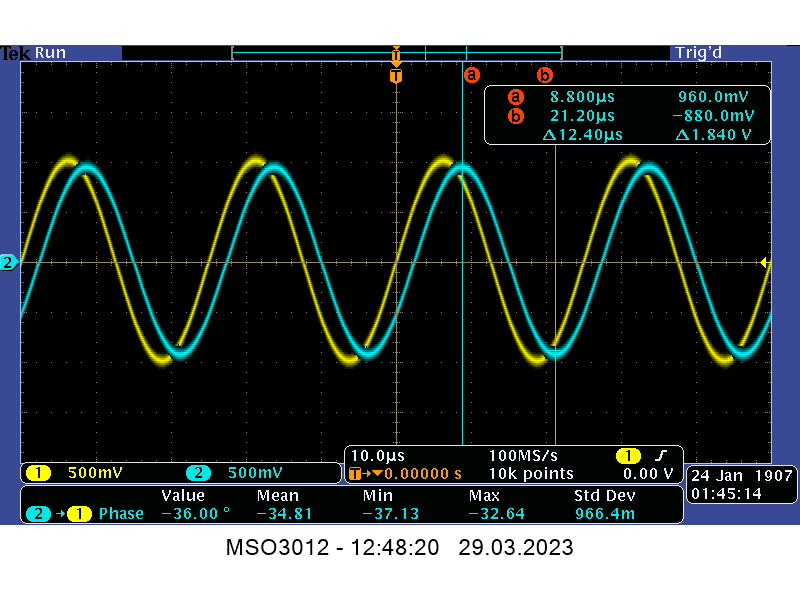 Tek Run Trig'd
T
T a b
a 8.800µs 960.0mV
b 21.20µs −880.0mV
Δ12.40µs Δ1.840 V
2
1 500mV 2 500mV
10.0µs 100MS/s 1
T→▼0.00000 s 10k points 0.00 V
24 Jan 1907
01:45:14
Value Mean Min Max Std Dev
2 →1 Phase −36.00 ° −34.81 −37.13 −32.64 966.4m
MSO3012 - 12:48:20 29.03.2023